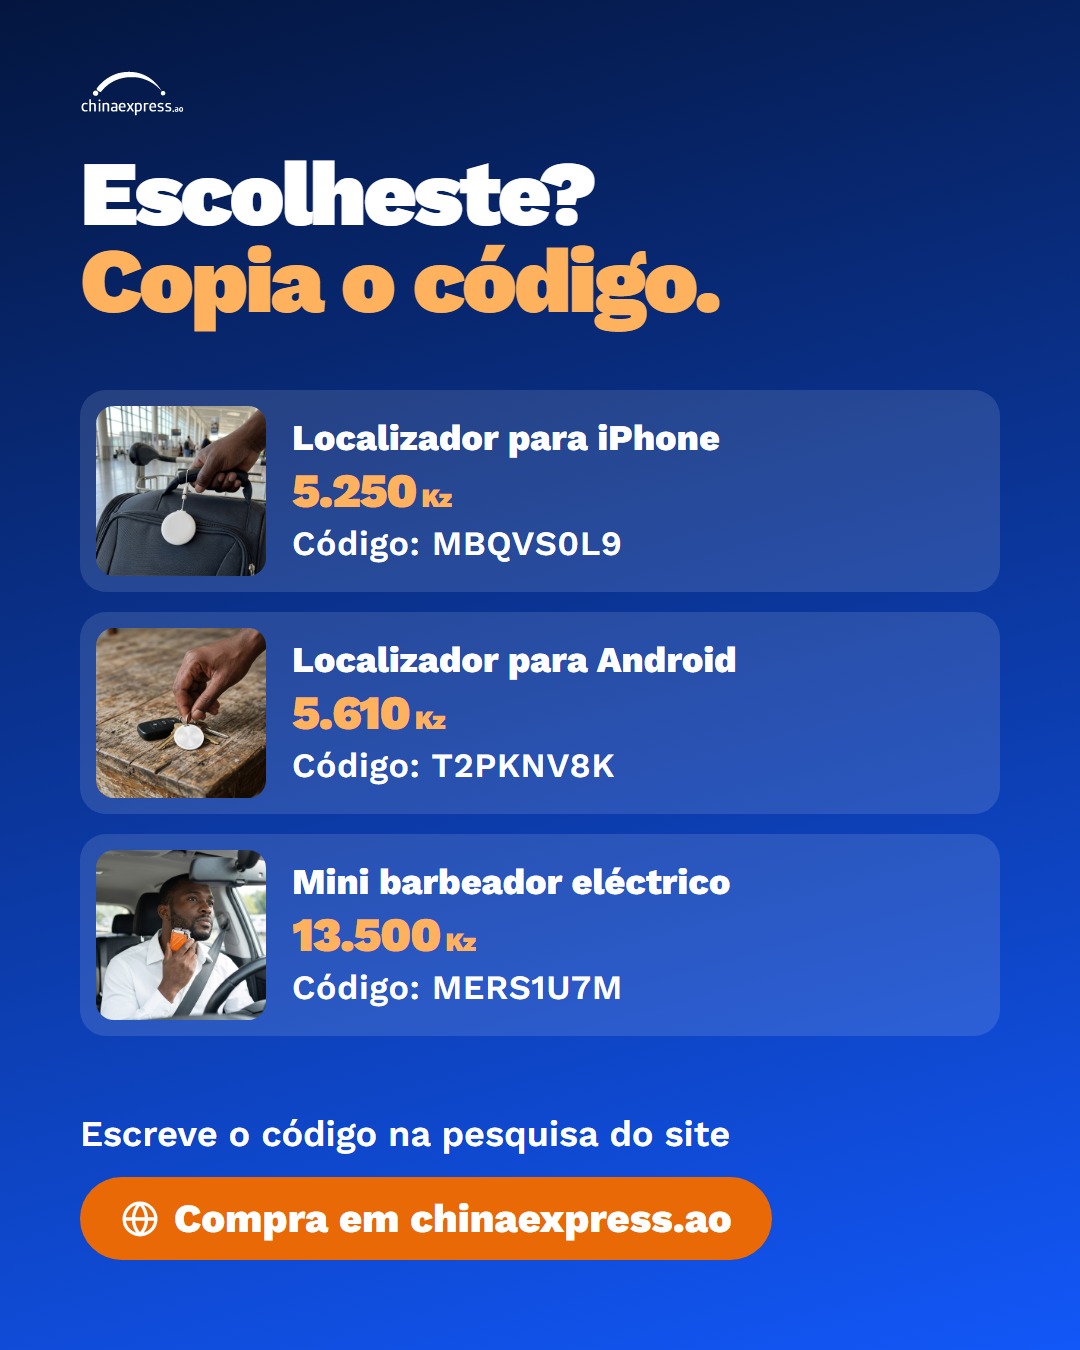 chinaexpress.ao
Escolheste?
Copia o código.
Localizador para iPhone
5.250 Kz
Código: MBQVS0L9
Localizador para Android
5.610 Kz
Código: T2PKNV8K
Mini barbeador eléctrico
13.500 Kz
Código: MERS1U7M
Escreve o código na pesquisa do site
Compra em chinaexpress.ao